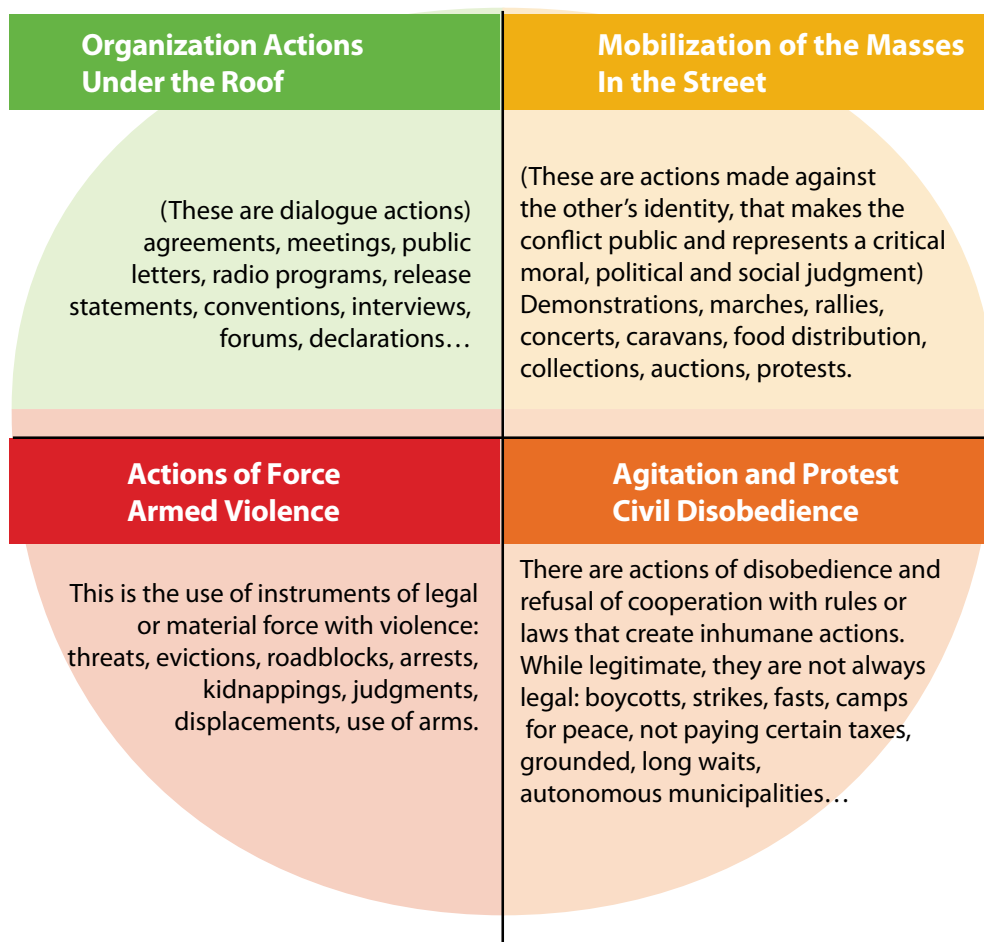 Organization Actions
Under the Roof
(These are dialogue actions)
agreements, meetings, public
letters, radio programs, release
statements, conventions, interviews,
forums, declarations…
Mobilization of the Masses
In the Street
(These are actions made against
the other's identity, that makes the
conflict public and represents a critical
moral, political and social judgment)
Demonstrations, marches, rallies,
concerts, caravans, food distribution,
collections, auctions, protests.
Actions of Force
Armed Violence
This is the use of instruments of legal
or material force with violence:
threats, evictions, roadblocks, arrests,
kidnappings, judgments,
displacements, use of arms.
Agitation and Protest
Civil Disobedience
There are actions of disobedience and
refusal of cooperation with rules or
laws that create inhumane actions.
While legitimate, they are not always
legal: boycotts, strikes, fasts, camps
for peace, not paying certain taxes,
grounded, long waits,
autonomous municipalities…